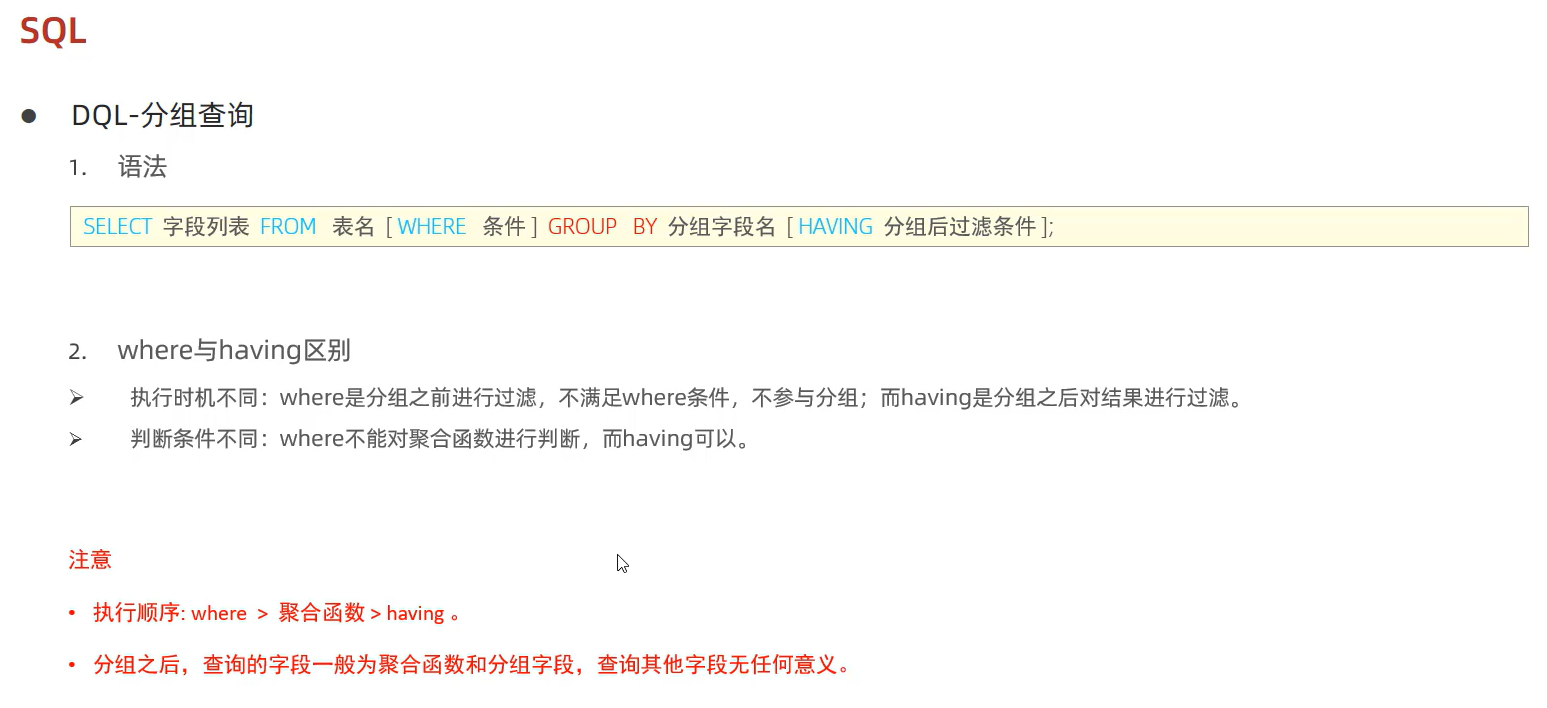 SQL
DQL-分组查询
1. 语法
SELECT 字段列表 FROM 表名 [ WHERE 条件 ] GROUP BY 分组字段名 [ HAVING 分组后过滤条件 ];
2. where与having区别
➢ 执行时机不同：where是分组之前进行过滤，不满足where条件，不参与分组；而having是分组之后对结果进行过滤。
➢ 判断条件不同：where不能对聚合函数进行判断，而having可以。
注意
• 执行顺序: where > 聚合函数 > having 。
• 分组之后，查询的字段一般为聚合函数和分组字段，查询其他字段无任何意义。